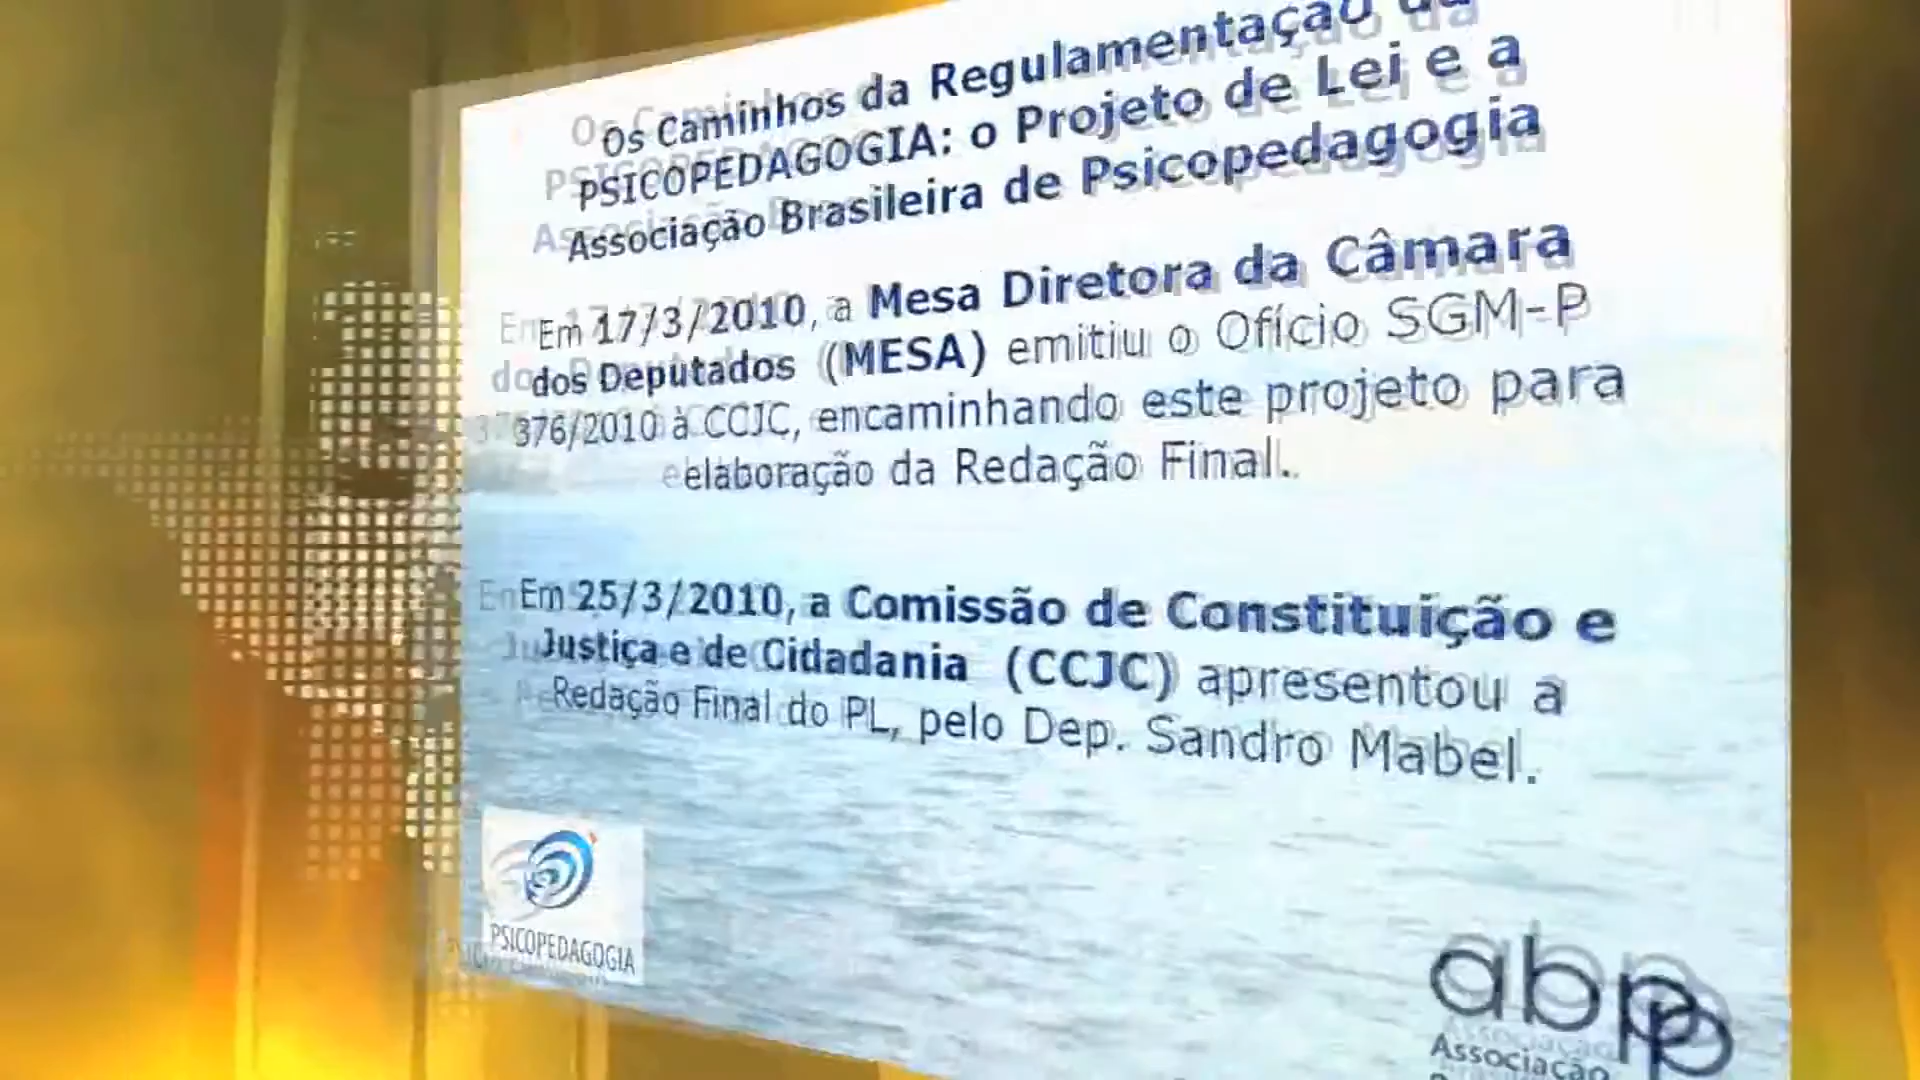 Os Caminhos da Regulamentação da
PSICOPEDAGOGIA: o Projeto de Lei e a
Associação Brasileira de Psicopedagogia
Em 17/3/2010, a Mesa Diretora da Câmara
dos Deputados (MESA) emitiu o Ofício SGM-P
376/2010 à CCJC, encaminhando este projeto para
elaboração da Redação Final.
Em 25/3/2010, a Comissão de Constituição e
Justiça e de Cidadania (CCJC) apresentou a
Redação Final do PL, pelo Dep. Sandro Mabel.
PSICOPEDAGOGIA
abpp
Associação